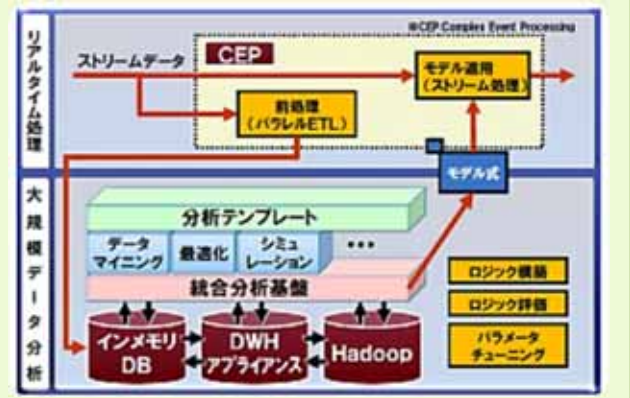 ※CEP Complex Event Processing
リアルタイム処理
ストリームデータ
CEP
モデル適用
(ストリーム処理)
前処理
(パラレルETL)
モデル式
大規模データ分析
分析テンプレート
データ
マイニング
最適化
シミュ
レーション
•••
統合分析基盤
インメモリ
DB
DWH
アプライアンス
Hadoop
ロジック構築
ロジック評価
パラメータ
チューニング